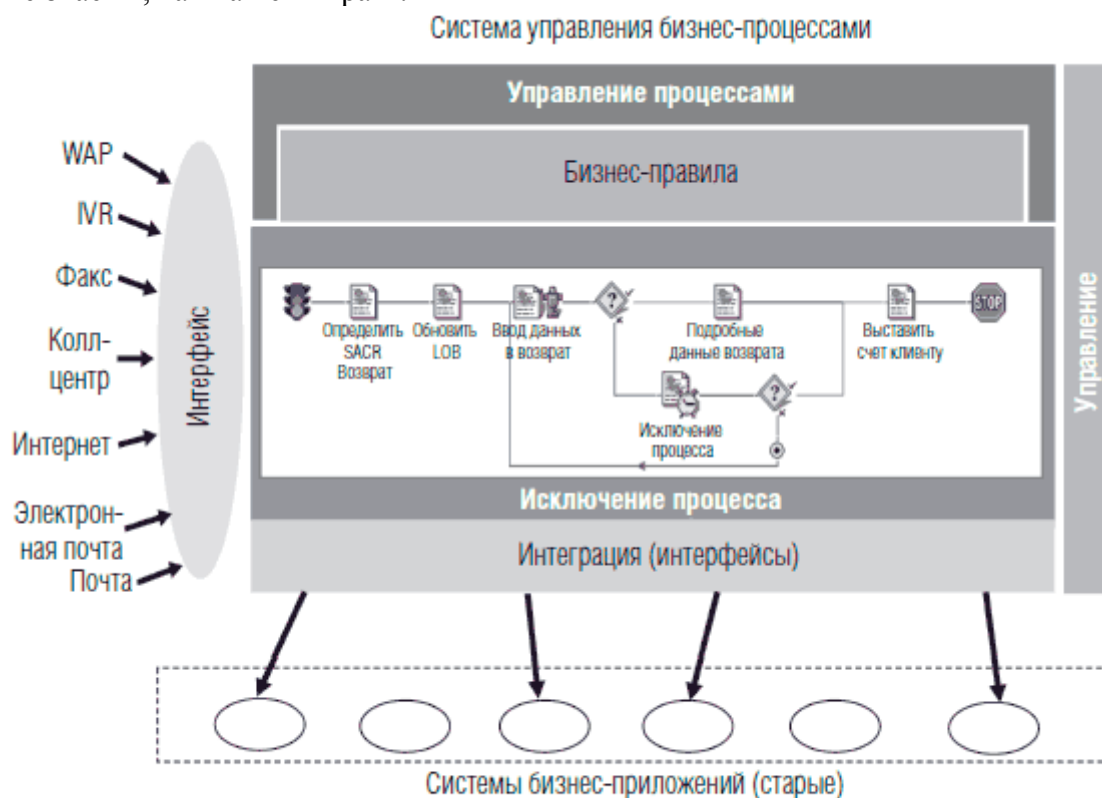 Система управления бизнес-процессами
Управление процессами
Бизнес-правила
WAP
IVR
Факс
Колл-
центр
Интернет
Электрон-
ная почта
Почта
Интерфейс
?
Определить
SACR
Возврат
Обновить
LOB
Ввод данных
в возврат
Подробные
данные возврата
Выставить
счет клиенту
STOP
?
Исключение
процесса
Исключение процесса
Интеграция (интерфейсы)
Управление
Системы бизнес-приложений (старые)